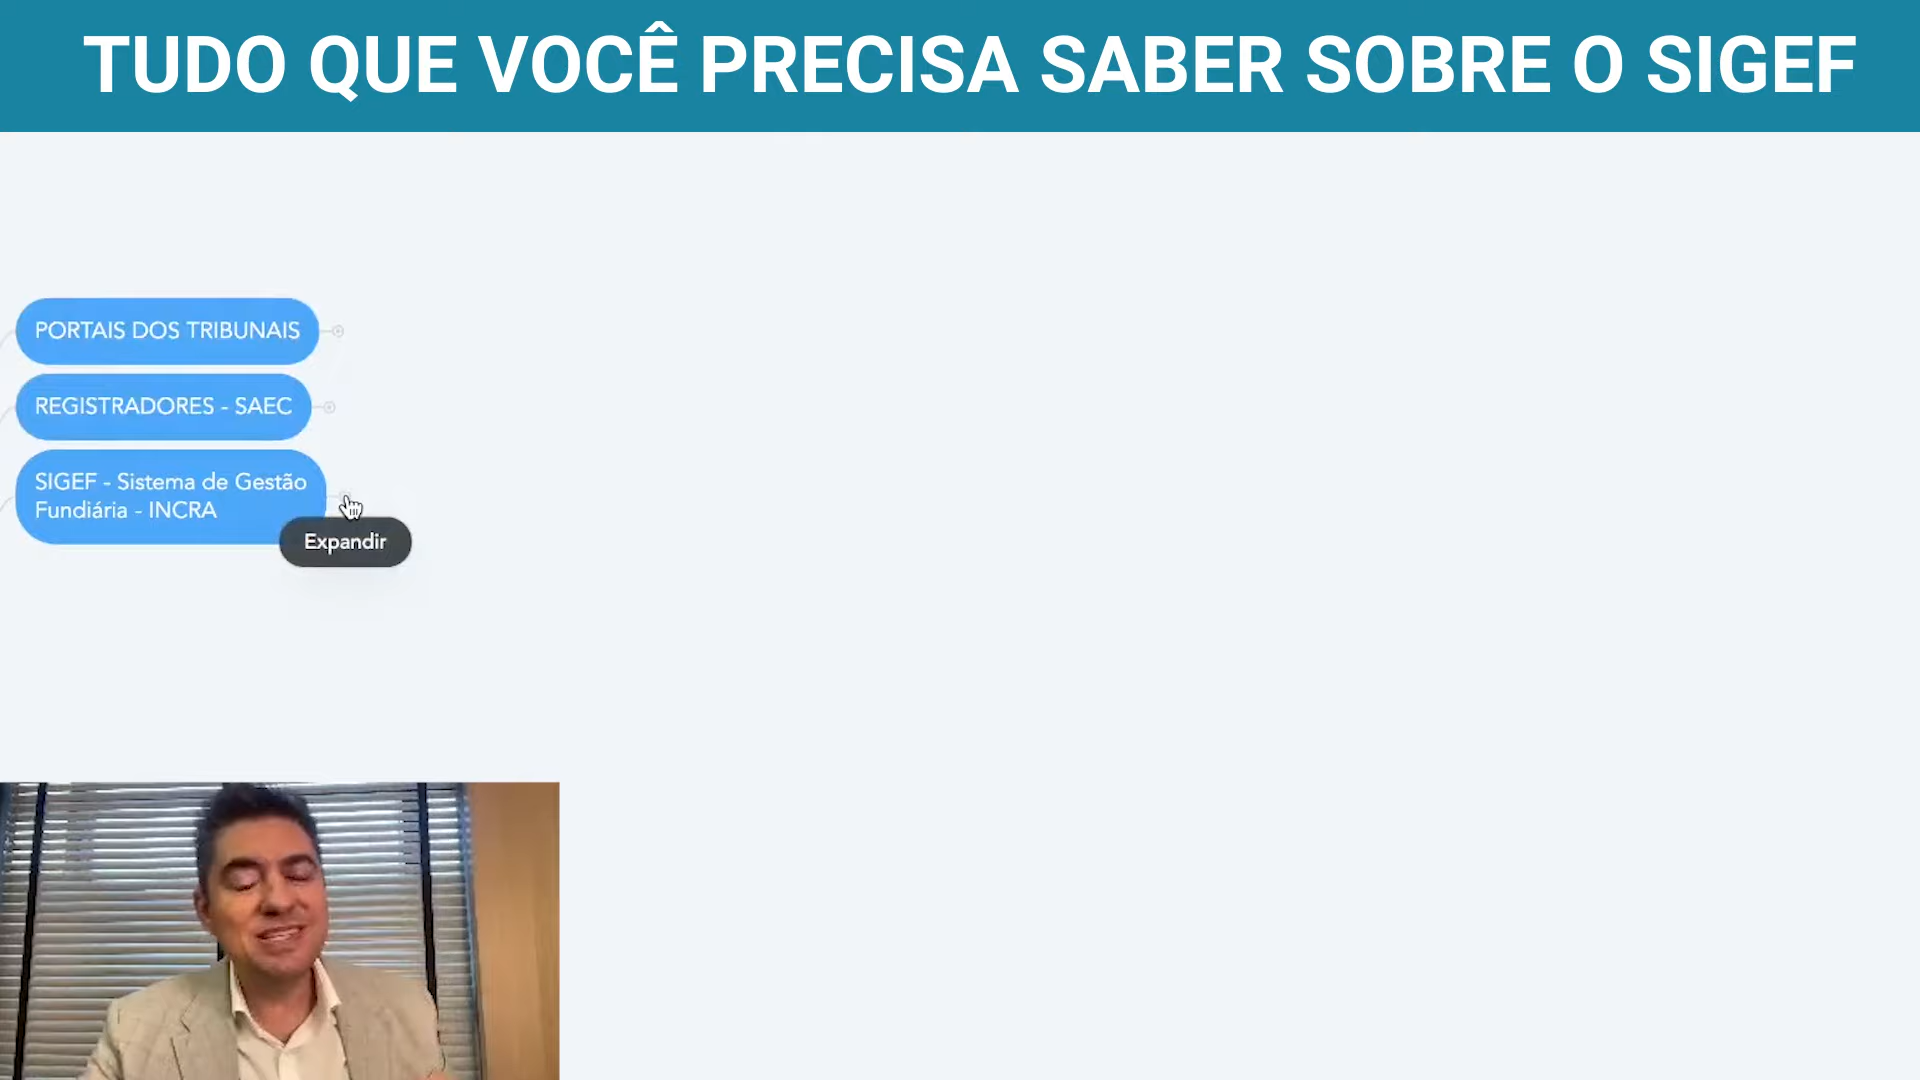 TUDO QUE VOCÊ PRECISA SABER SOBRE O SIGEF
PORTAIS DOS TRIBUNAIS
REGISTRADORES - SAEC
SIGEF - Sistema de Gestão
Fundiária - INCRA
Expandir